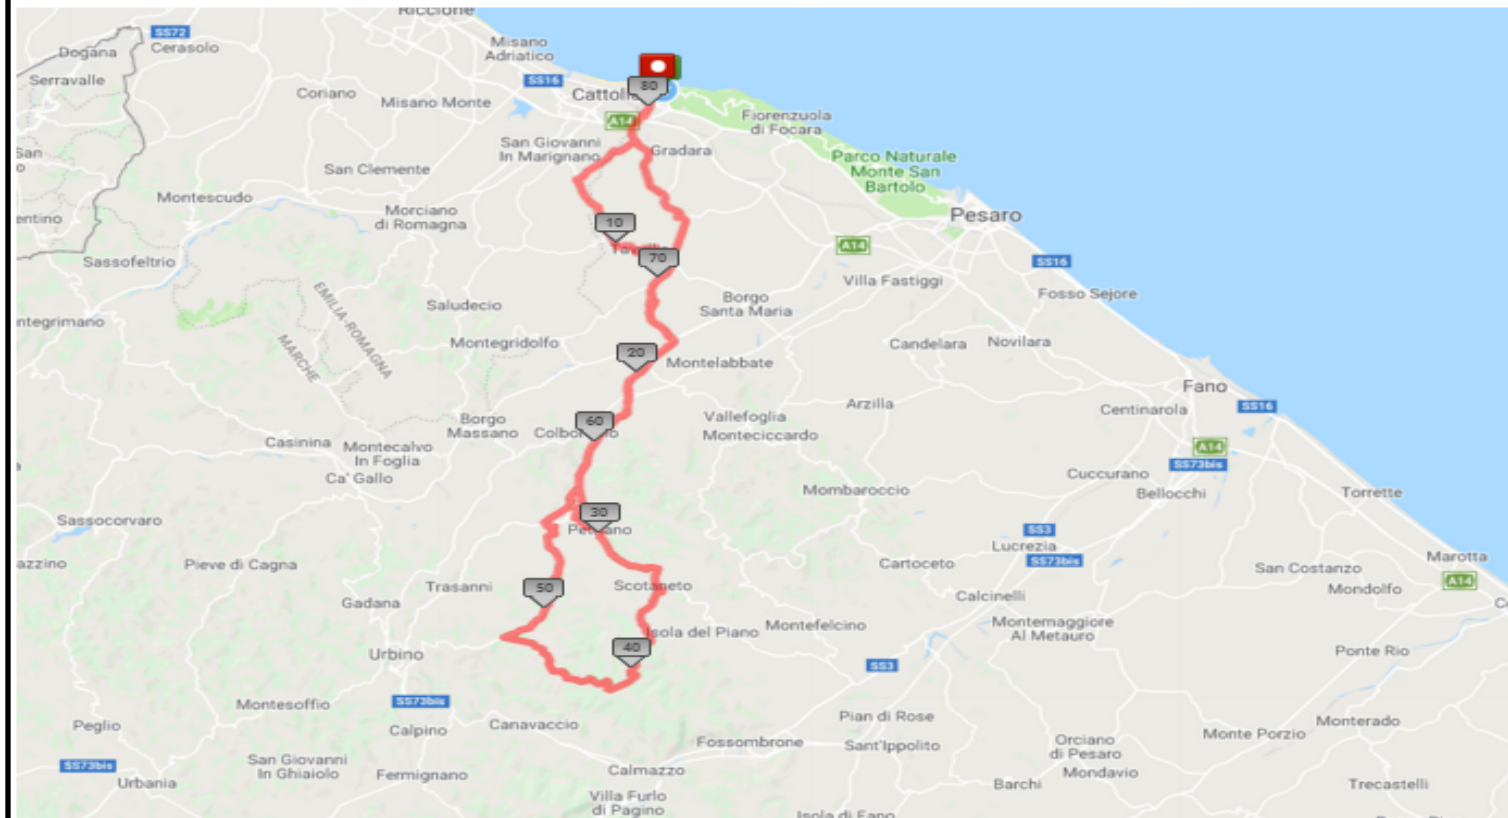 Riccione
SS72
Dogana
Cerasolo
Misano
Adriatico
Serravalle
SS16
80
Coriano
Misano Monte
A14
Fiorenzuola
di Focara
San Giovanni
In Marignano
Gradara
San
San Clemente
Parco Naturale
Monte San
Bartolo
Montescudo
Morciano
di Romagna
entino
10
Pesaro
A14
70
SS16
Sassofeltrio
Villa Fastiggi
EMILIA-ROMAGNA
MARCHE
Saludecio
Borgo
Santa Maria
Fosso Sejore
ntegrimano
Montegridolfo
20
Montelabbate
Candelara
Novilara
Fano
SS16
Arzilla
Centinarola
Borgo
Massano
60
Vallefoglia
Monteciccardo
Casinina
Montecalvo
In Foglia
Ca' Gallo
A14
SS73bis
Cuccurano
Bellocchi
Mombaroccio
Torrette
Sassocorvaro
30
SS3
Lucrezia
SS73bis
Marotta
azzino
Pieve di Cagna
Cartoceto
San Costanzo
A14
Trasanni
50
Scotaneto
Mondolfo
Gadana
Calcinelli
Isola del Piano
Montefelcino
Montemaggiore
Al Metauro
Urbino
40
SS3
Ponte Rio
SS73bis
Montesoffio
Peglio
Calpino
Canavaccio
Pian di Rose
Monterado
Fossombrone
Sant'Ippolito
Orciano
di Pesaro
Monte Porzio
SS73bis
San Giovanni
In Ghiaiolo
Fermignano
Calmazzo
Mondavio
Urbania
Barchi
Trecastelli
Villa Furlo
di Pagino
Isola di Fano